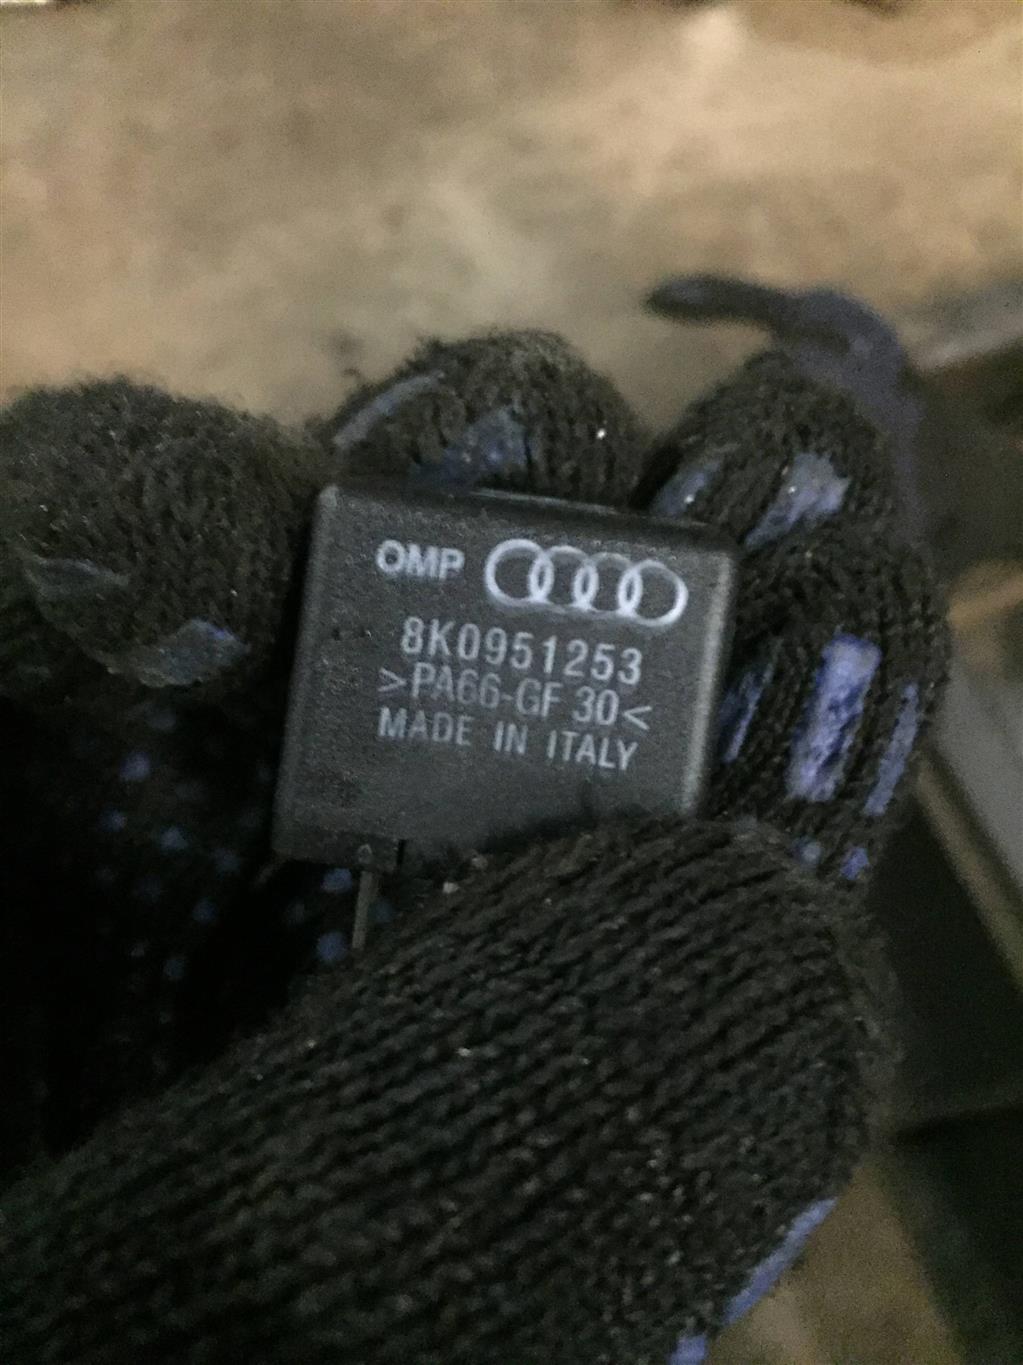 OMP
8K0951253
>PA66-GF 30<
MADE IN ITALY